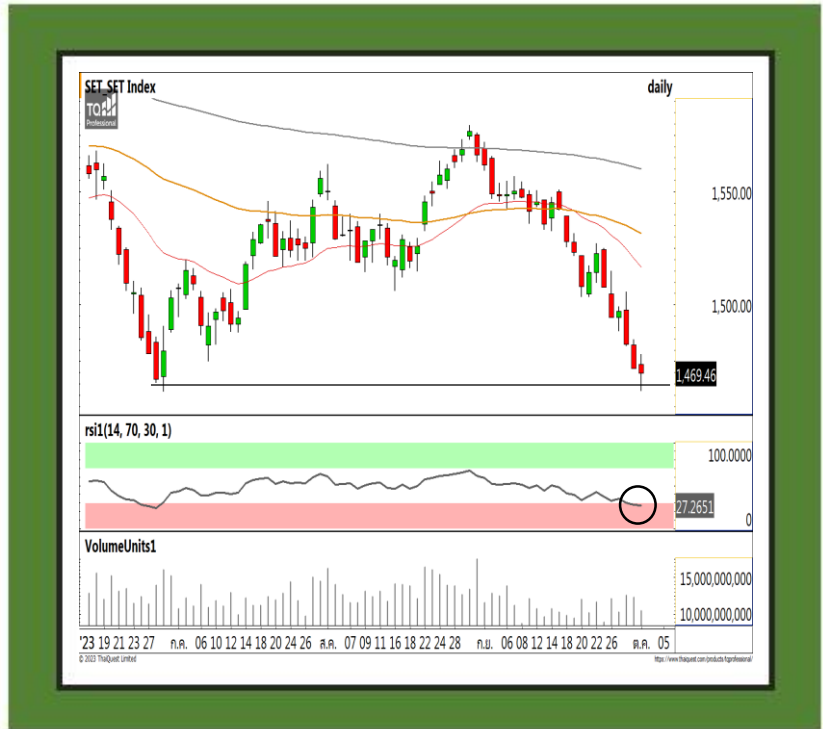 SET_SET Index daily
TQ
Professional
1,550.00
1,500.00
1,469.46
rsi1(14, 70, 30, 1)
100.0000
27.2651
0
VolumeUnits1
15,000,000,000
10,000,000,000
'23 19 21 23 27 ก.ค. 06 10 12 14 18 20 24 26 ส.ค. 07 09 11 16 18 22 24 28 ก.ย. 06 08 12 14 18 20 22 26 ต.ค. 05
© 2023 ThaiQuest Limited https://www.thaiquest.com/products/tqprofessional/